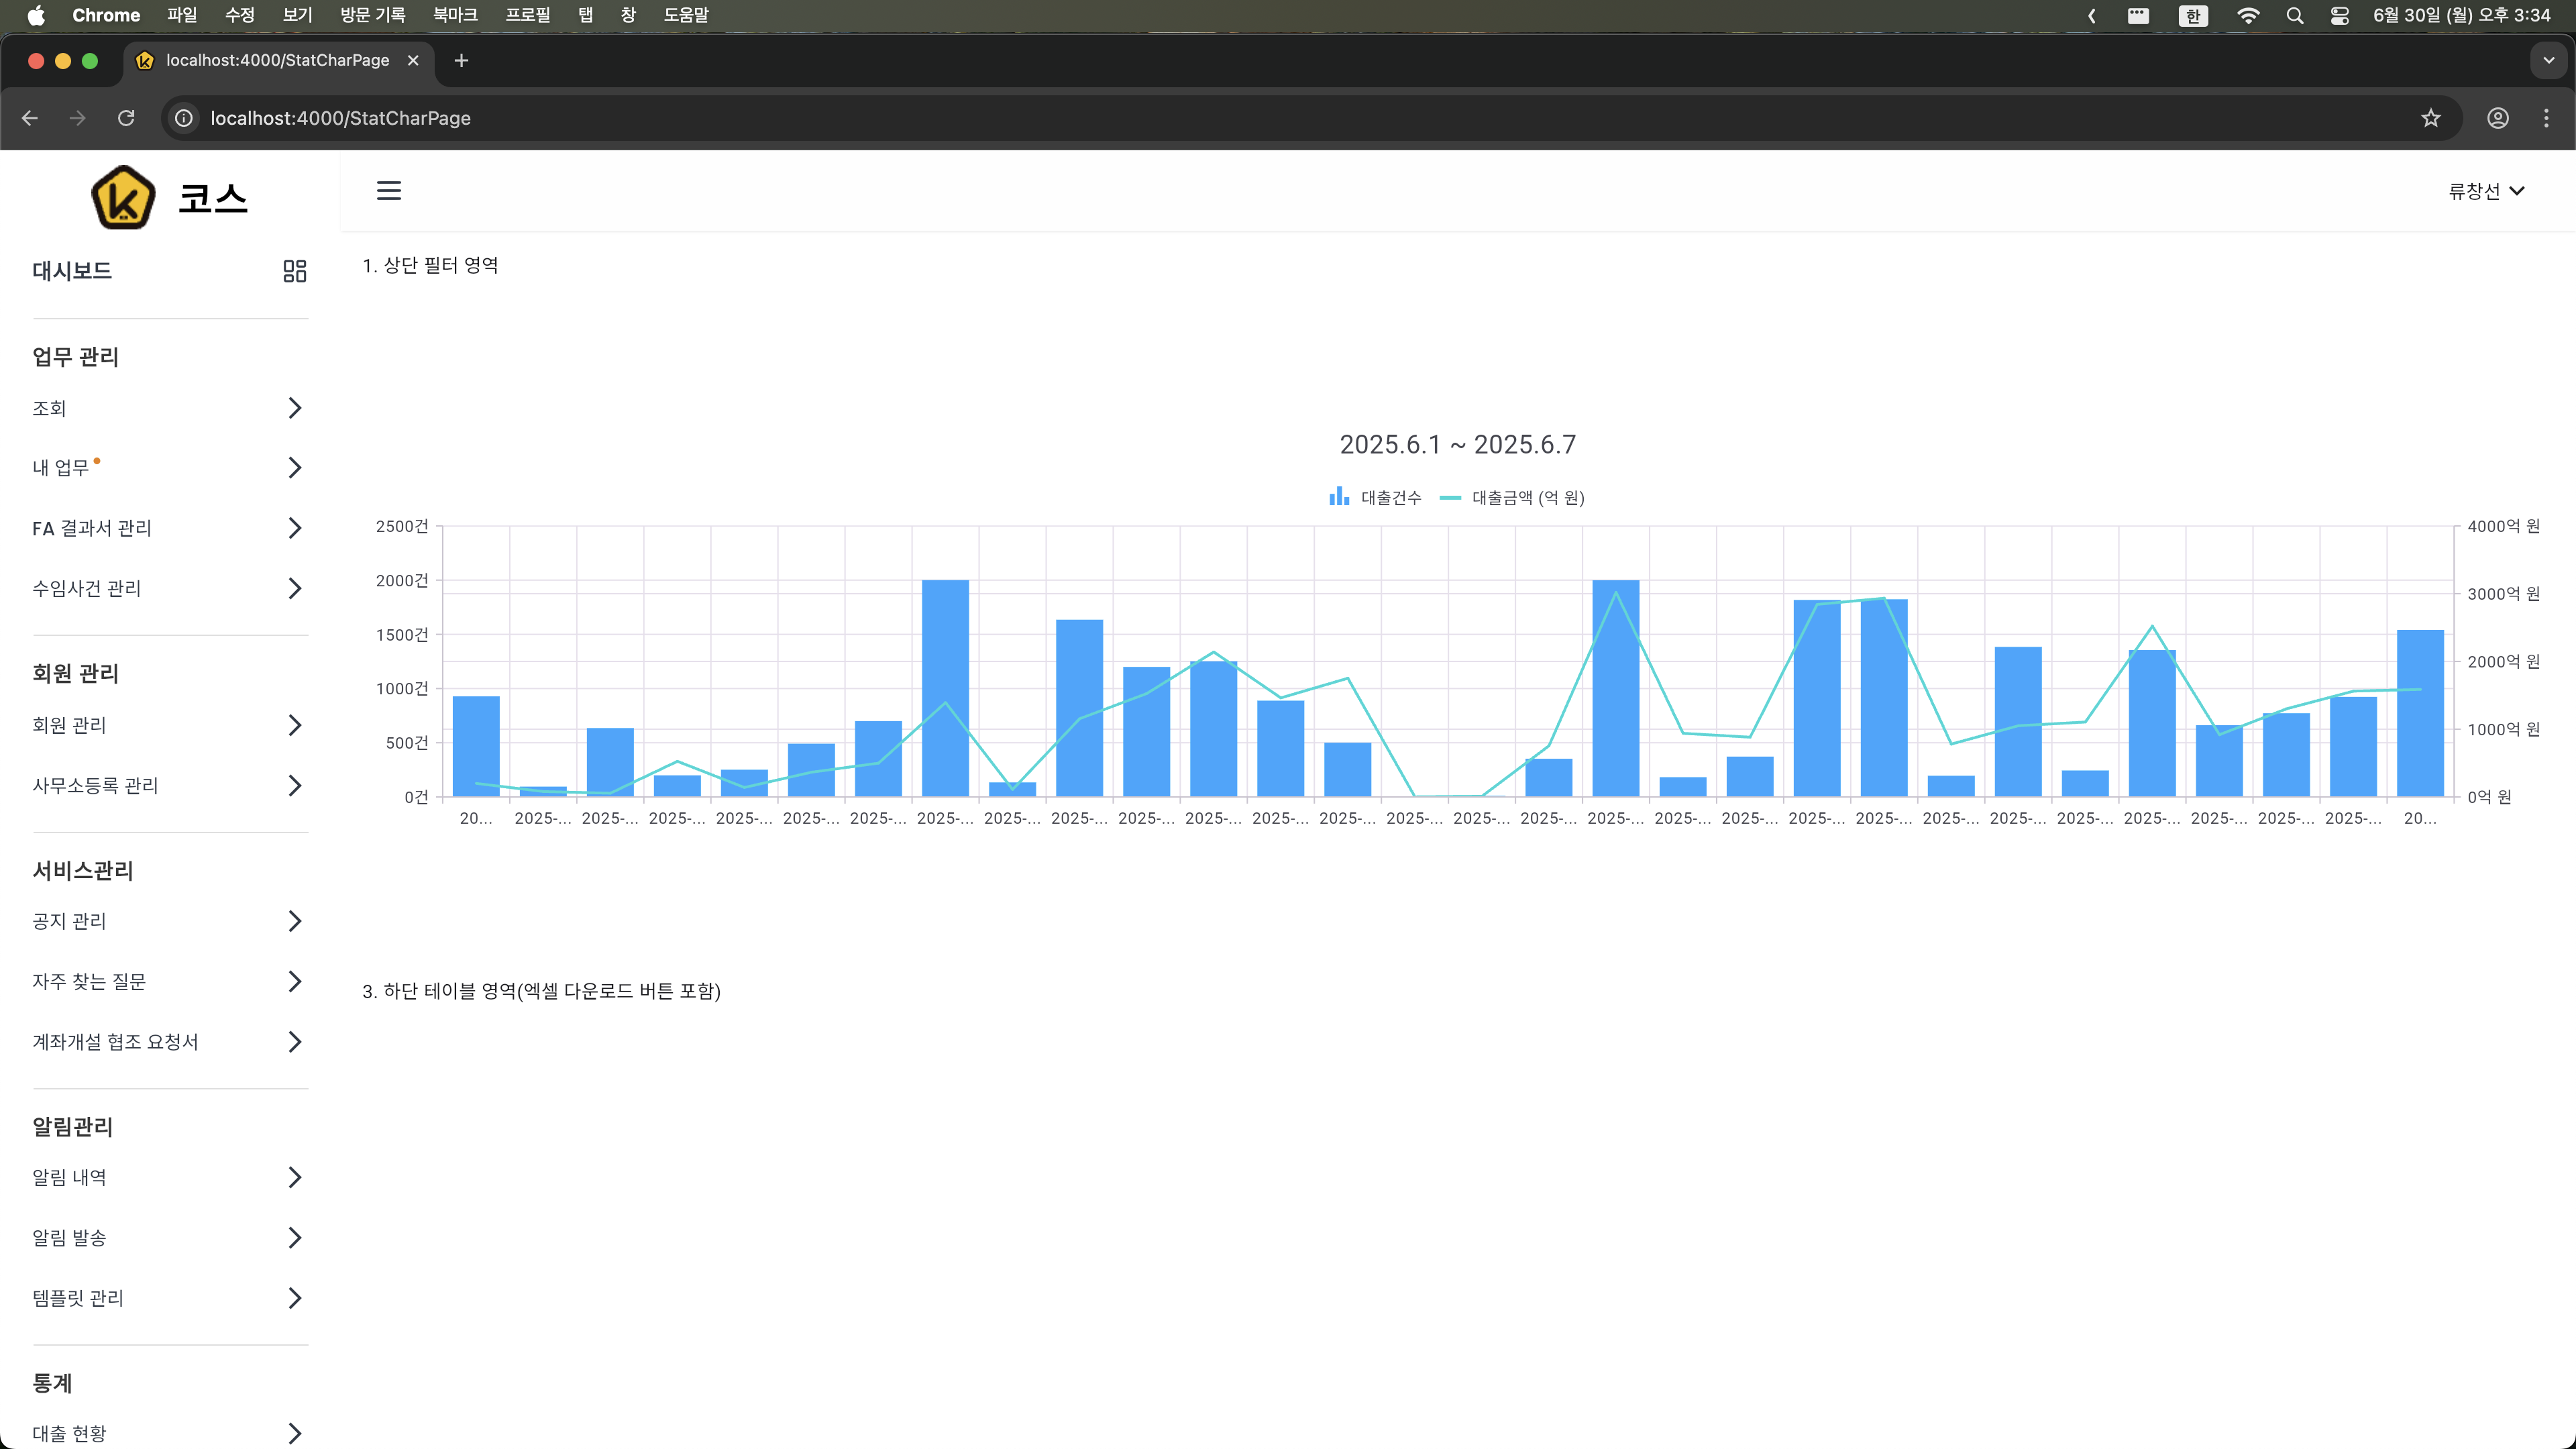 Chrome 파일 수정 보기 방문 기록 북마크 프로필 탭 창 도움말 한 6월 30일 (월) 오후 3:34
localhost:4000/StatCharPage
localhost:4000/StatCharPage
코스
류창선
대시보드
업무 관리
조회
내 업무
FA 결과서 관리
수임사건 관리
회원 관리
회원 관리
사무소등록 관리
서비스관리
공지 관리
자주 찾는 질문
계좌개설 협조 요청서
알림관리
알림 내역
알림 발송
템플릿 관리
통계
대출 현황
1. 상단 필터 영역
2025.6.1 ~ 2025.6.7
대출건수 대출금액 (억 원)
2500건
2000건
1500건
1000건
500건
0건
4000억 원
3000억 원
2000억 원
1000억 원
0억 원
20... 2025-... 2025-... 2025-... 2025-... 2025-... 2025-... 2025-... 2025-... 2025-... 2025-... 2025-... 2025-... 2025-... 2025-... 2025-... 2025-... 2025-... 2025-... 2025-... 2025-... 2025-... 2025-... 2025-... 2025-... 2025-... 2025-... 2025-... 2025-... 20...
3. 하단 테이블 영역(엑셀 다운로드 버튼 포함)